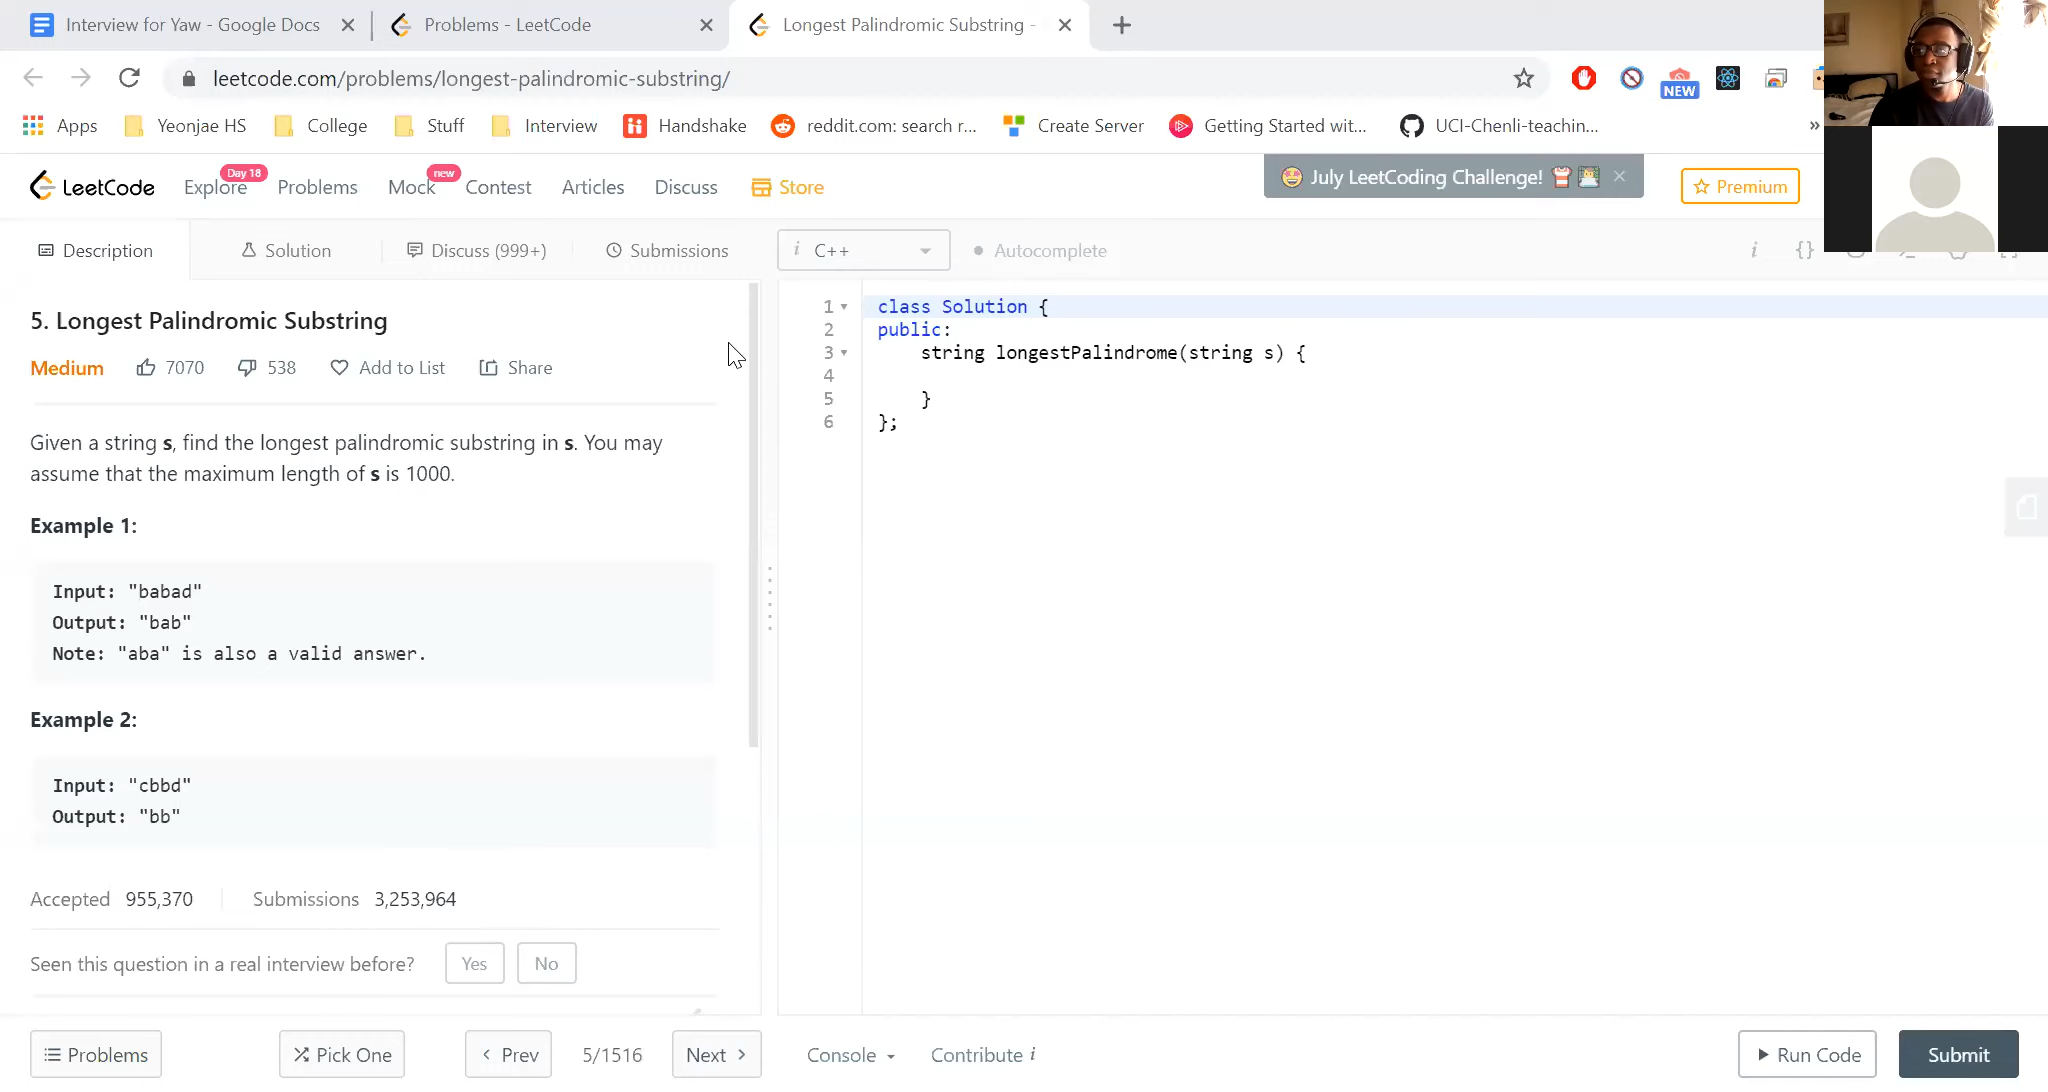 Interview for Yaw - Google Docs
Problems - LeetCode
Longest Palindromic Substring -
leetcode.com/problems/longest-palindromic-substring/
NEW
Apps
Yeonjae HS
College
Stuff
Interview
Handshake
reddit.com: search r...
Create Server
Getting Started wit...
UCI-Chenli-teachin...
»
LeetCode
Explore
Day 18
Problems
Mock
new
Contest
Articles
Discuss
Store
July LeetCoding Challenge!
Premium
Description
Solution
Discuss (999+)
Submissions
i C++
Autocomplete
i {}
5. Longest Palindromic Substring
Medium 7070 538 Add to List Share
Given a string s, find the longest palindromic substring in s. You may
assume that the maximum length of s is 1000.
Example 1:
Input: "babad"
Output: "bab"
Note: "aba" is also a valid answer.
Example 2:
Input: "cbbd"
Output: "bb"
Accepted 955,370 Submissions 3,253,964
Seen this question in a real interview before? Yes No
1 class Solution {
2 public:
3 string longestPalindrome(string s) {
4
5 }
6 };
Problems
Pick One
Prev
5/1516
Next
Console
Contribute i
Run Code
Submit